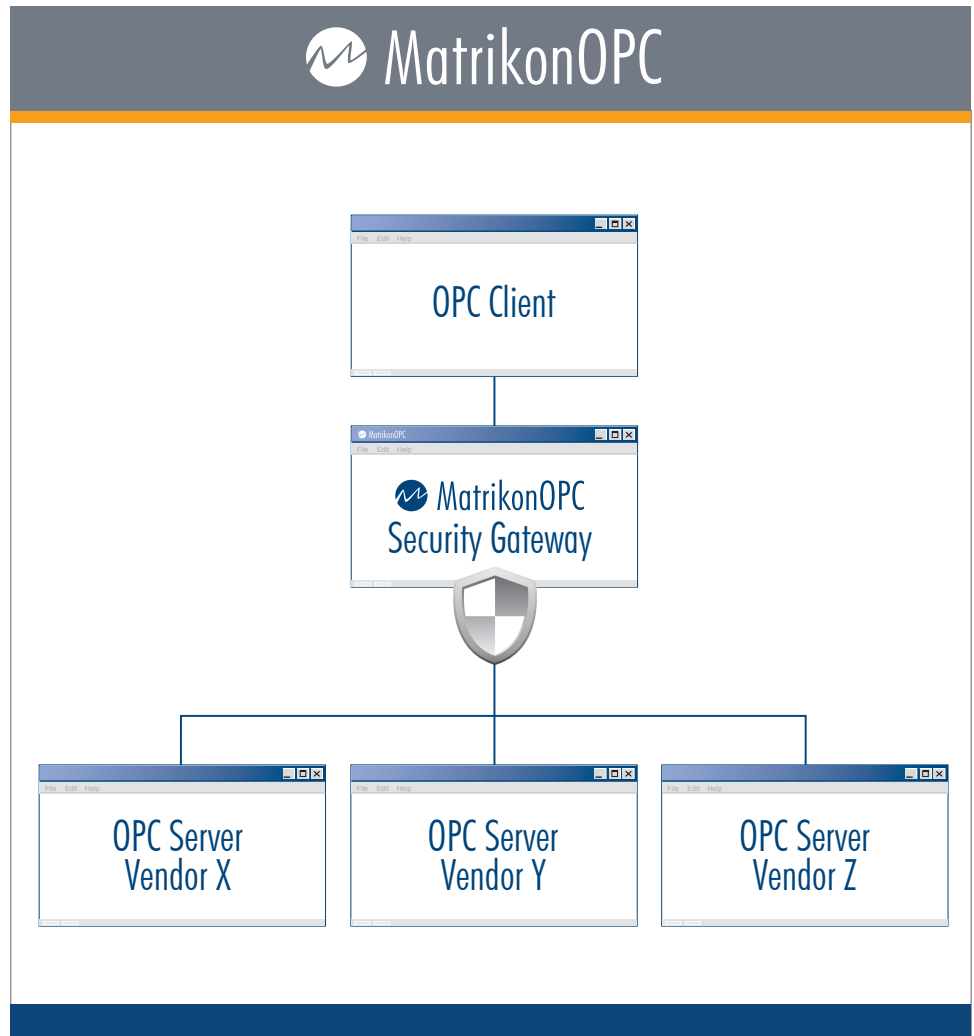 MatrikonOPC
File Edit Help
OPC Client
MatrikonOPC
File Edit Help
MatrikonOPC
Security Gateway
File Edit Help
OPC Server
Vendor X
File Edit Help
OPC Server
Vendor Y
File Edit Help
OPC Server
Vendor Z